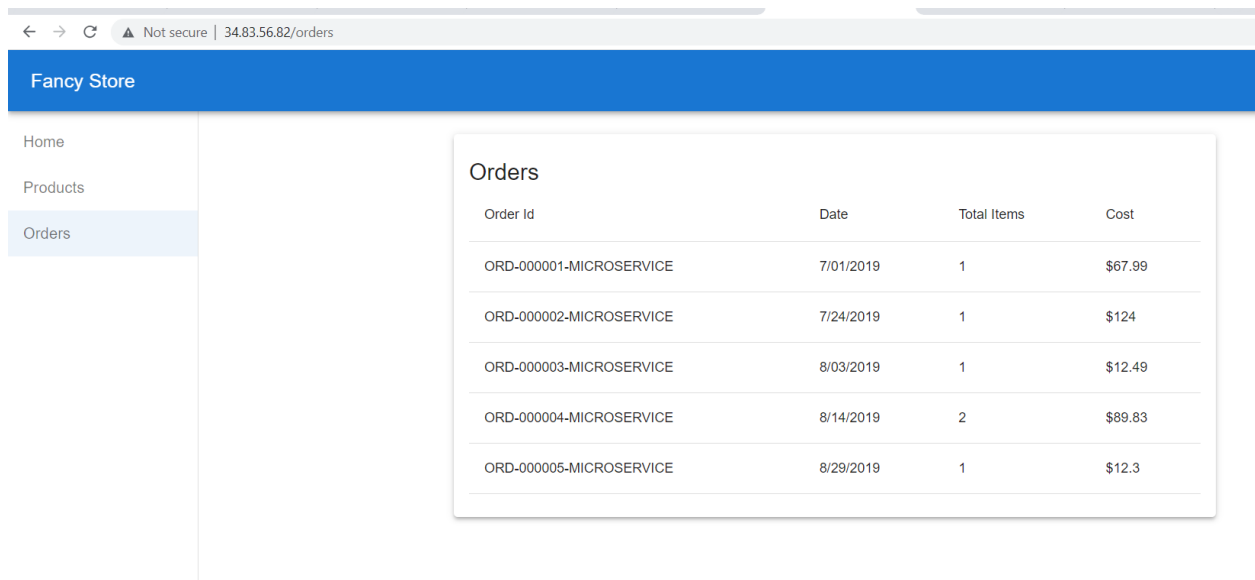 Not secure | 34.83.56.82/orders
Fancy Store
Home
Products
Orders
Orders
Order Id Date Total Items Cost
ORD-000001-MICROSERVICE 7/01/2019 1 $67.99
ORD-000002-MICROSERVICE 7/24/2019 1 $124
ORD-000003-MICROSERVICE 8/03/2019 1 $12.49
ORD-000004-MICROSERVICE 8/14/2019 2 $89.83
ORD-000005-MICROSERVICE 8/29/2019 1 $12.3